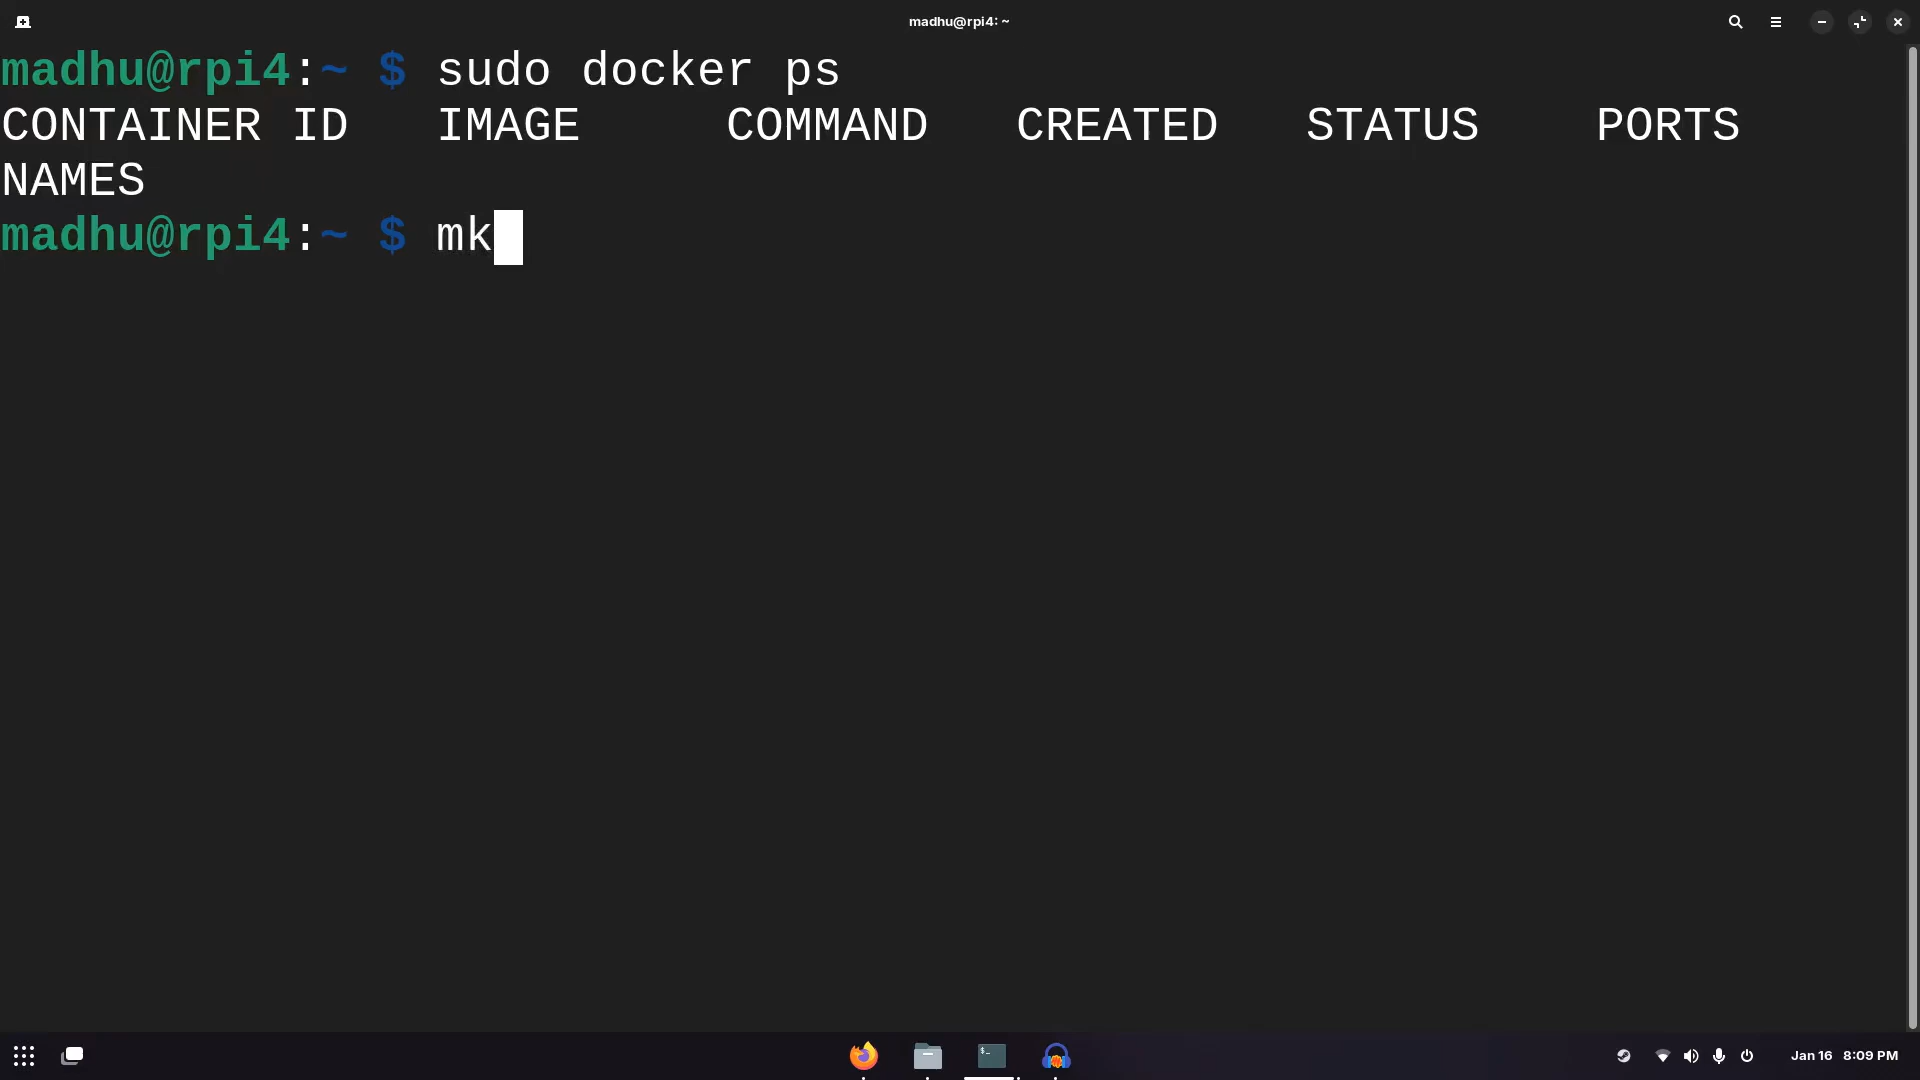 madhu@rpi4: ~
madhu@rpi4:~ $ sudo docker ps
CONTAINER ID   IMAGE     COMMAND   CREATED   STATUS    PORTS
NAMES
madhu@rpi4:~ $ mk
Jan 16 8:09 PM